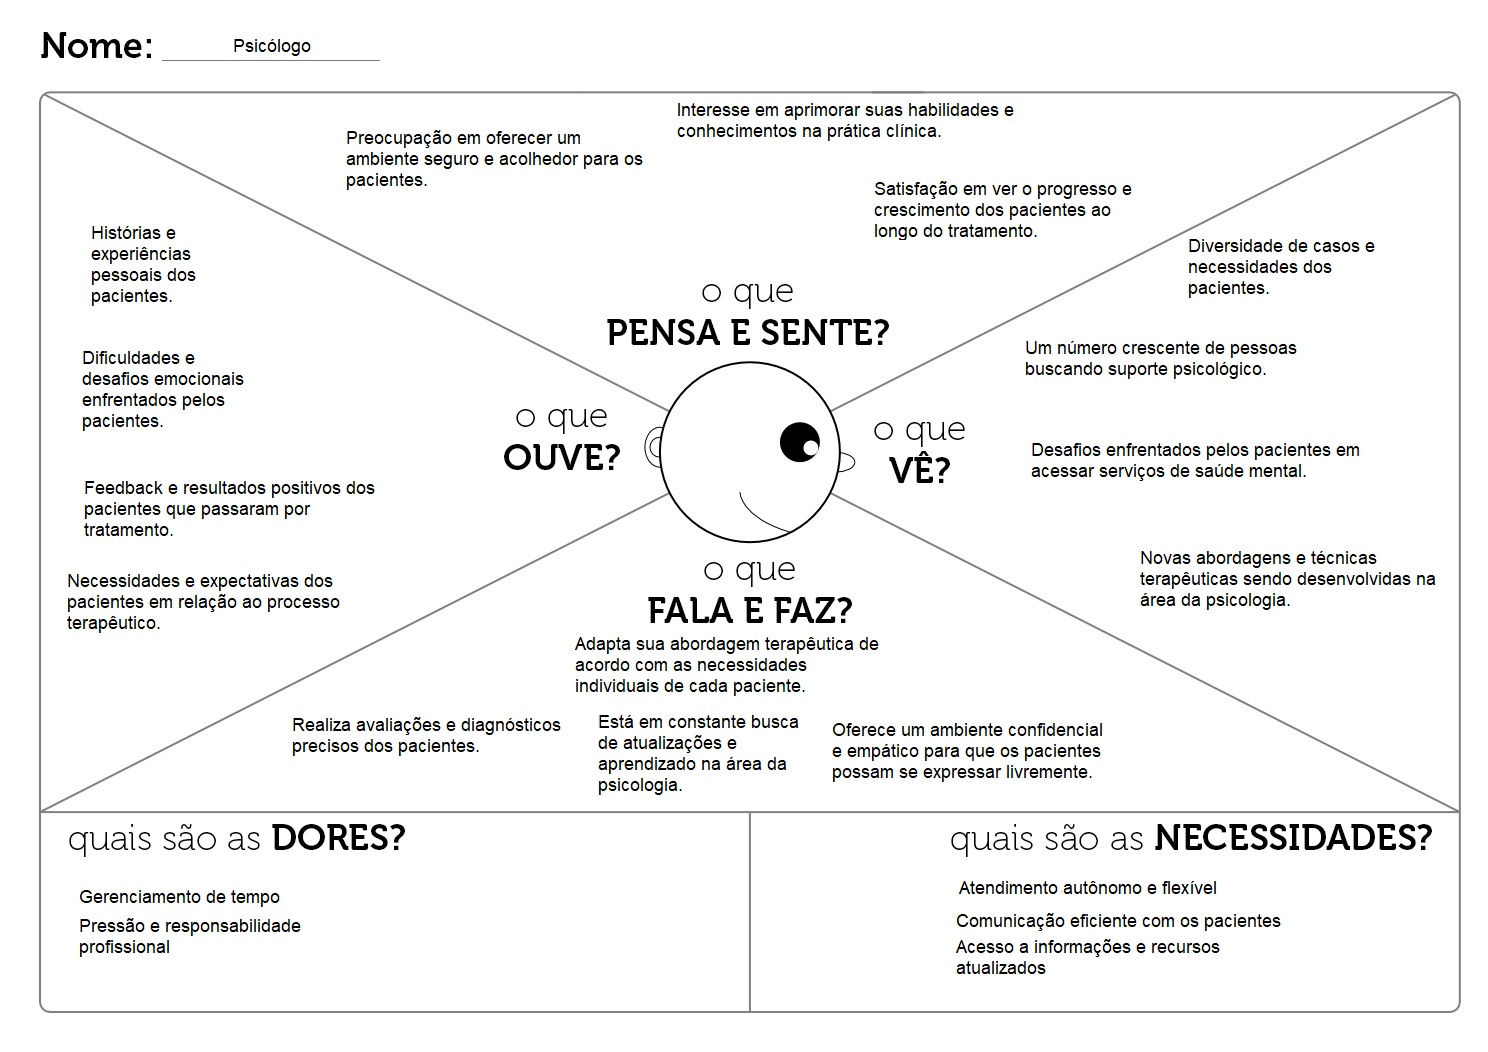 Nome: Psicólogo
Interesse em aprimorar suas habilidades e
conhecimentos na prática clínica.
Preocupação em oferecer um
ambiente seguro e acolhedor para os
pacientes.
Satisfação em ver o progresso e
crescimento dos pacientes ao
longo do tratamento.
o que
PENSA E SENTE?
Histórias e
experiências
pessoais dos
pacientes.
Dificuldades e
desafios emocionais
enfrentados pelos
pacientes.
o que
OUVE?
Feedback e resultados positivos dos
pacientes que passaram por
tratamento.
Necessidades e expectativas dos
pacientes em relação ao processo
terapêutico.
Diversidade de casos e
necessidades dos
pacientes.
Um número crescente de pessoas
buscando suporte psicológico.
o que
VÊ?
Desafios enfrentados pelos pacientes em
acessar serviços de saúde mental.
Novas abordagens e técnicas
terapêuticas sendo desenvolvidas na
área da psicologia.
o que
FALA E FAZ?
Adapta sua abordagem terapêutica de
acordo com as necessidades
individuais de cada paciente.
Realiza avaliações e diagnósticos
precisos dos pacientes.
Está em constante busca
de atualizações e
aprendizado na área da
psicologia.
Oferece um ambiente confidencial
e empático para que os pacientes
possam se expressar livremente.
quais são as DORES?
Gerenciamento de tempo
Pressão e responsabilidade
profissional
quais são as NECESSIDADES?
Atendimento autônomo e flexível
Comunicação eficiente com os pacientes
Acesso a informações e recursos
atualizados